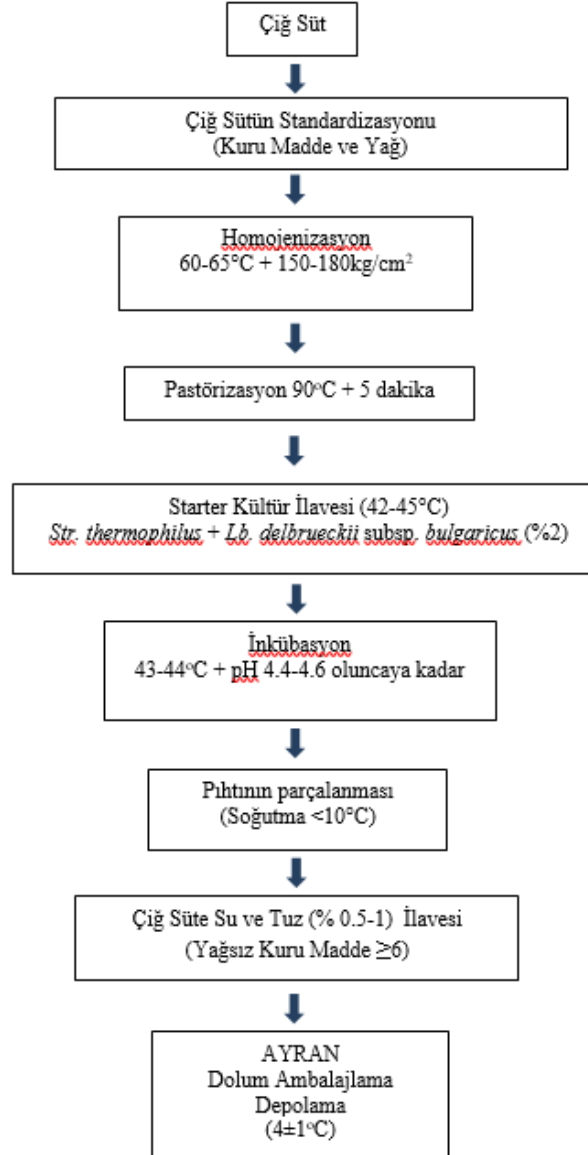 Çiğ Süt
Çiğ Sütün Standardizasyonu
(Kuru Madde ve Yağ)
Homojenizasyon
60-65°C + 150-180kg/cm²
Pastörizasyon 90°C + 5 dakika
Starter Kültür İlavesi (42-45°C)
Str. thermophilus + Lb. delbrueckii subsp. bulgaricus (%2)
İnkübasyon
43-44°C + pH 4.4-4.6 oluncaya kadar
Pıhtının parçalanması
(Soğutma <10°C)
Çiğ Süte Su ve Tuz (% 0.5-1) İlavesi
(Yağsız Kuru Madde ≥6)
AYRAN
Dolum Ambalajlama
Depolama
(4±1°C)